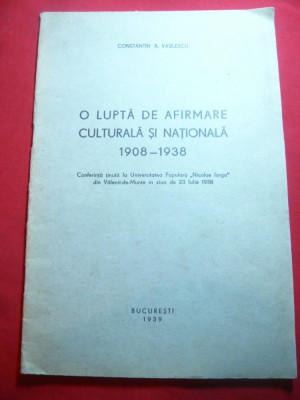 CONSTANTIN S. VASILESCU
O LUPTĂ DE AFIRMARE
CULTURALĂ ȘI NAȚIONALĂ
1908-1938
Conferință ținută la Universitatea Populară „Nicolae Iorga"
din Vălenii-de-Munte în ziua de 23 Iulie 1938
BUCUREȘTI
1939